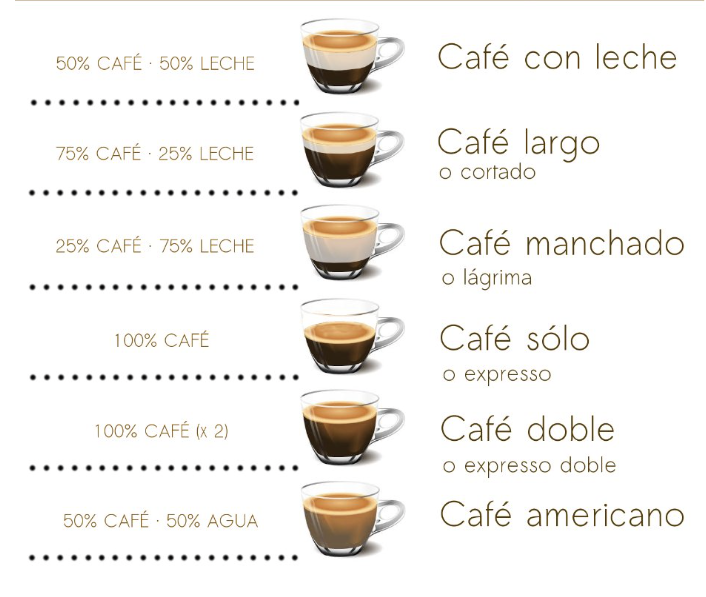 50% CAFÉ · 50% LECHE
Café con leche
75% CAFÉ · 25% LECHE
Café largo
o cortado
25% CAFÉ · 75% LECHE
Café manchado
o lágrima
100% CAFÉ
Café sólo
o expresso
100% CAFÉ (x 2)
Café doble
o expresso doble
50% CAFÉ · 50% AGUA
Café americano